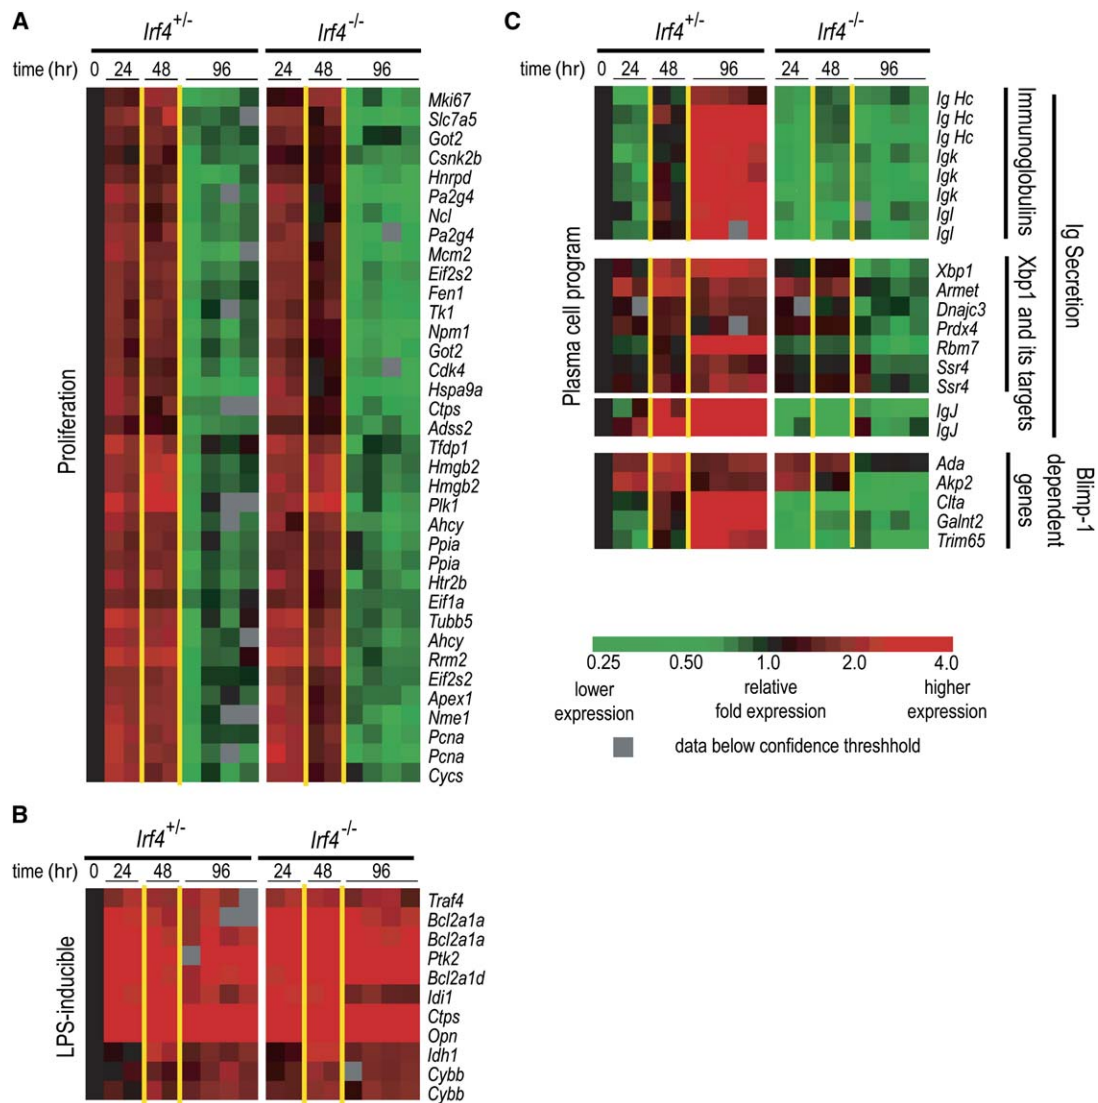 A
Irf4+/-
Irf4-/-
time (hr) 0 24 48 96 24 48 96
Proliferation
Mki67
Slc7a5
Got2
Csnk2b
Hnrpd
Pa2g4
Ncl
Pa2g4
Mcm2
Eif2s2
Fen1
Tk1
Npm1
Got2
Cdk4
Hspa9a
Ctps
Adss2
Tfdp1
Hmgb2
Hmgb2
Plk1
Ahcy
Ppia
Ppia
Htr2b
Eif1a
Tubb5
Ahcy
Rrm2
Eif2s2
Apex1
Nme1
Pcna
Pcna
Cycs
B
Irf4+/-
Irf4-/-
time (hr) 0 24 48 96 24 48 96
LPS-inducible
Traf4
Bcl2a1a
Bcl2a1a
Ptk2
Bcl2a1d
Idi1
Ctps
Opn
Idh1
Cybb
Cybb
C
Irf4+/-
Irf4-/-
time (hr) 0 24 48 96 24 48 96
Plasma cell program
Ig Hc
Ig Hc
Ig Hc
Igk
Igk
Igk
Igl
Igl
Immunoglobulins
Xbp1
Armet
Dnajc3
Prdx4
Rbm7
Ssr4
Ssr4
Xbp1 and its targets
IgJ
IgJ
Ig Secretion
Ada
Akp2
Clta
Galnt2
Trim65
Blimp-1
dependent
genes
0.25 0.50 1.0 2.0 4.0
lower relative higher
expression fold expression expression
data below confidence threshhold